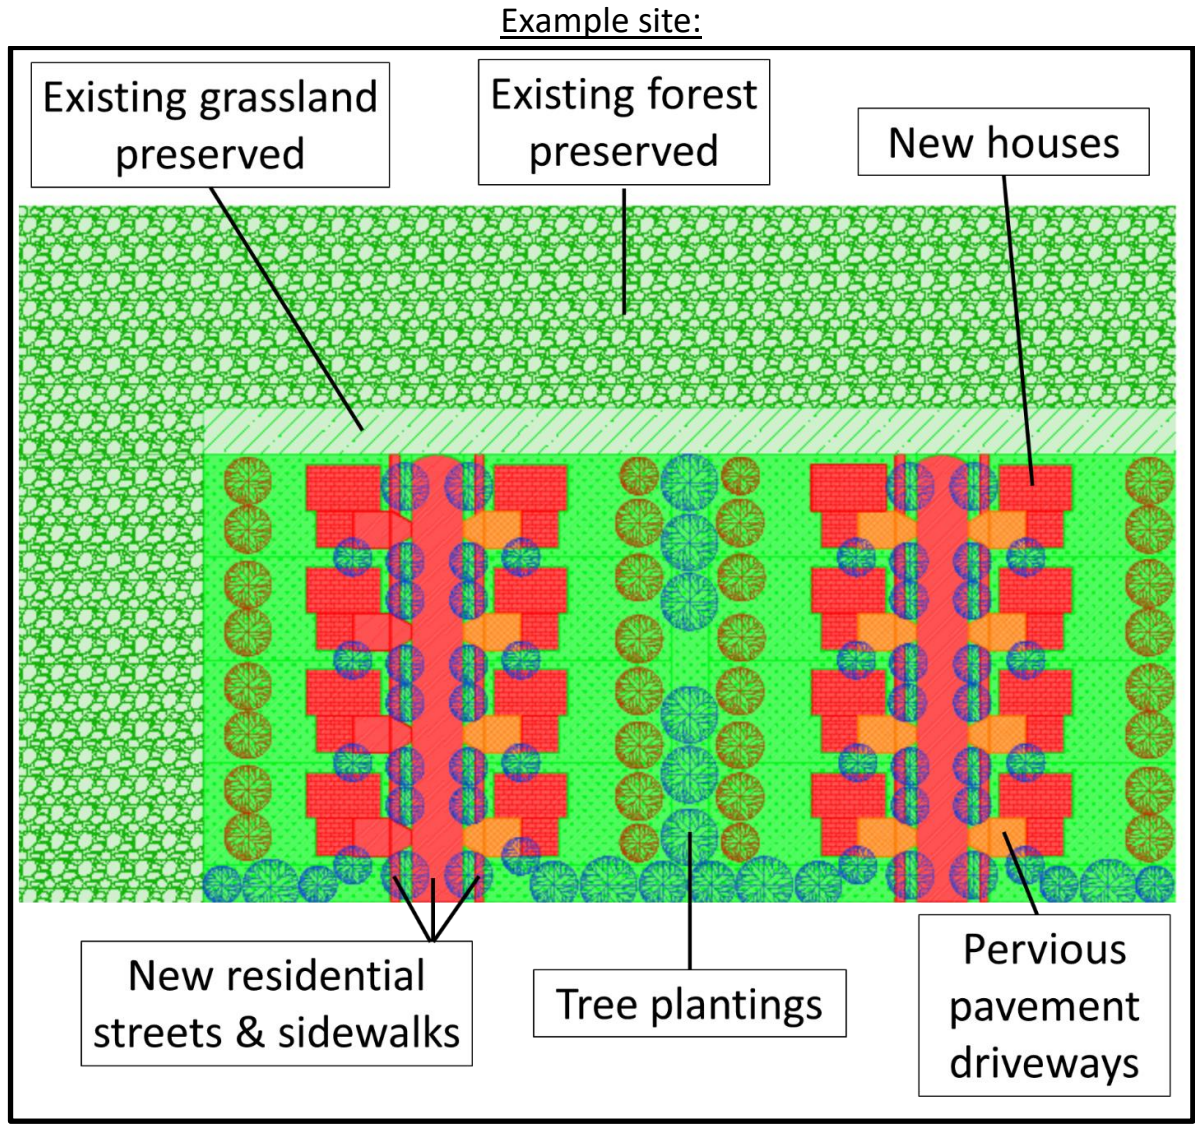 Example site:
Existing grassland
preserved
Existing forest
preserved
New houses
New residential
streets & sidewalks
Tree plantings
Pervious
pavement
driveways